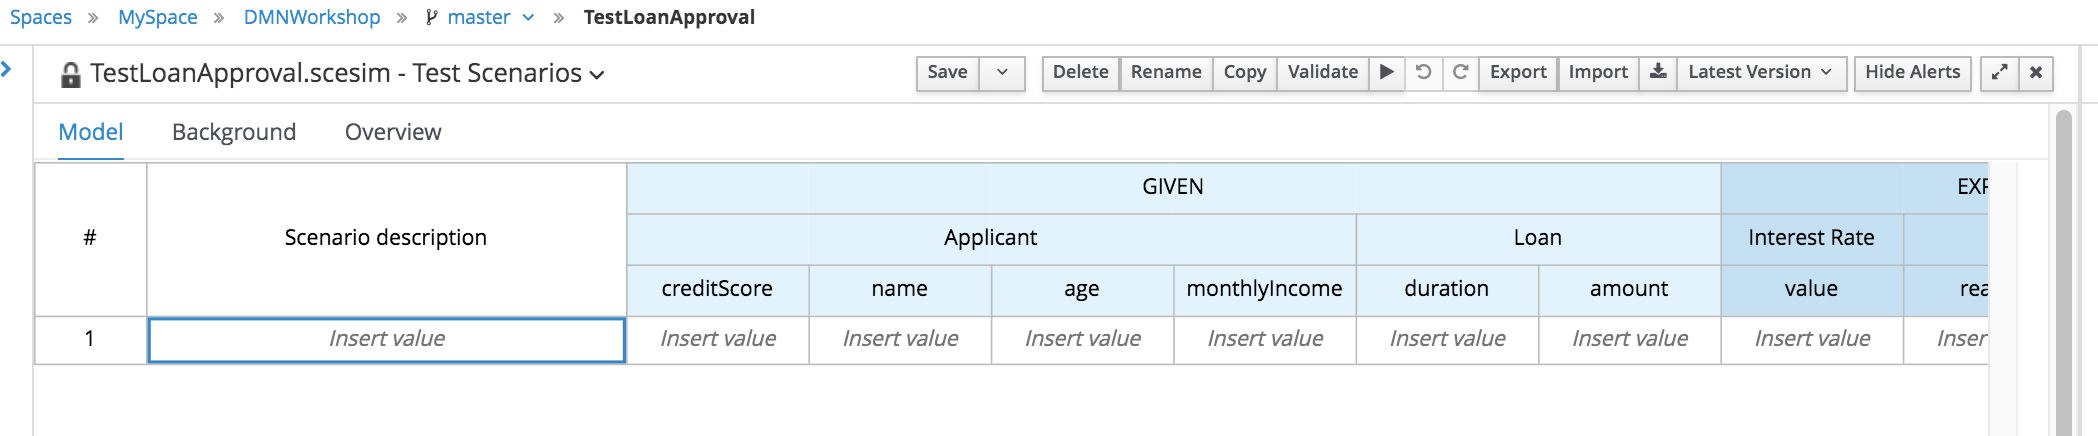 Spaces » MySpace » DMNWorkshop » master » TestLoanApproval
TestLoanApproval.scesim - Test Scenarios
Save Delete Rename Copy Validate Export Import Latest Version Hide Alerts
Model Background Overview
# Scenario description GIVEN EXP
Applicant Loan Interest Rate
creditScore name age monthlyIncome duration amount value rea
1 Insert value Insert value Insert value Insert value Insert value Insert value Insert value Insert value Inser